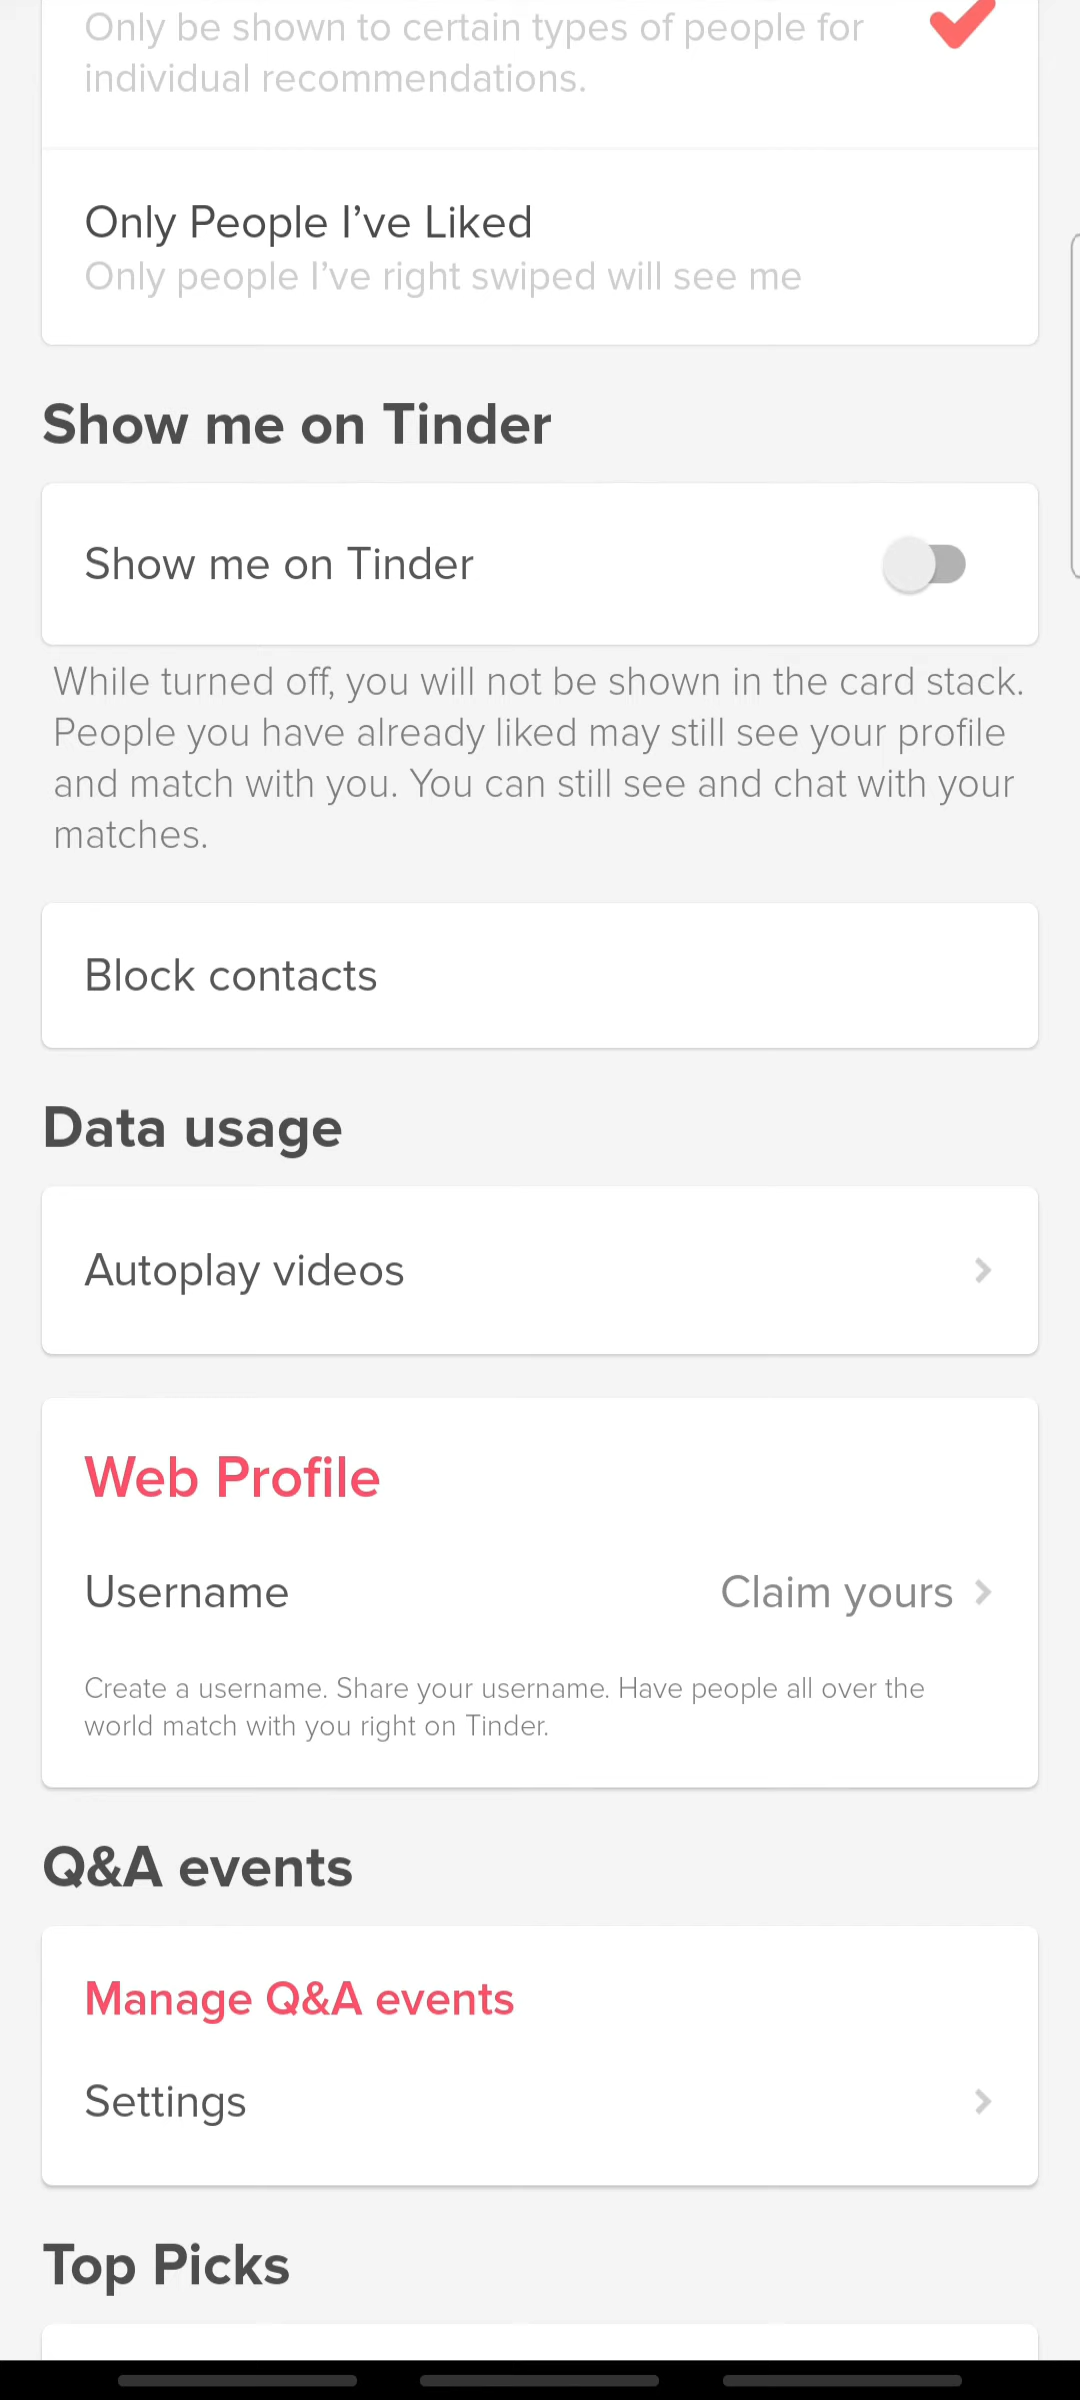 Only be shown to certain types of people for
individual recommendations.
Only People I’ve Liked
Only people I’ve right swiped will see me
Show me on Tinder
Show me on Tinder
While turned off, you will not be shown in the card stack.
People you have already liked may still see your profile
and match with you. You can still see and chat with your
matches.
Block contacts
Data usage
Autoplay videos
Web Profile
Username Claim yours
Create a username. Share your username. Have people all over the
world match with you right on Tinder.
Q&A events
Manage Q&A events
Settings
Top Picks